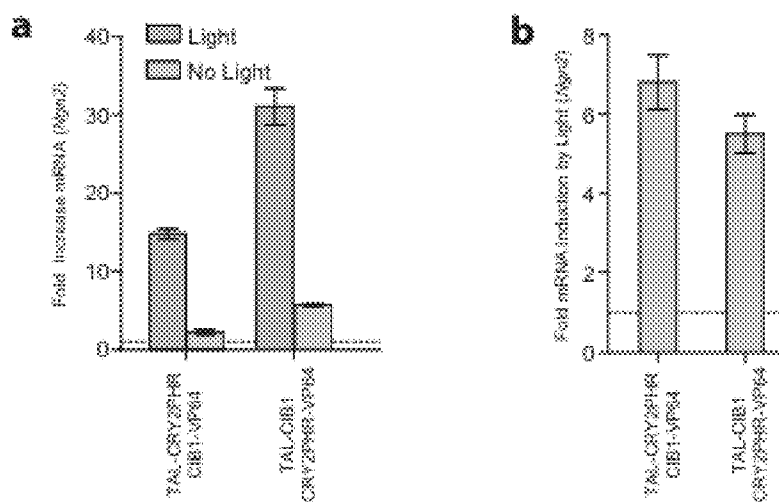 a
Fold increase mRNA (Ngn2)
40
30
20
10
0
Light
No Light
TAL-CRY2PHR
CIB1-VP64
TAL-CIB1
CRY2PHR-VP64
b
Fold mRNA induction by Light (Ngn2)
8
6
4
2
0
TAL-CRY2PHR
CIB1-VP64
TAL-CIB1
CRY2PHR-VP64